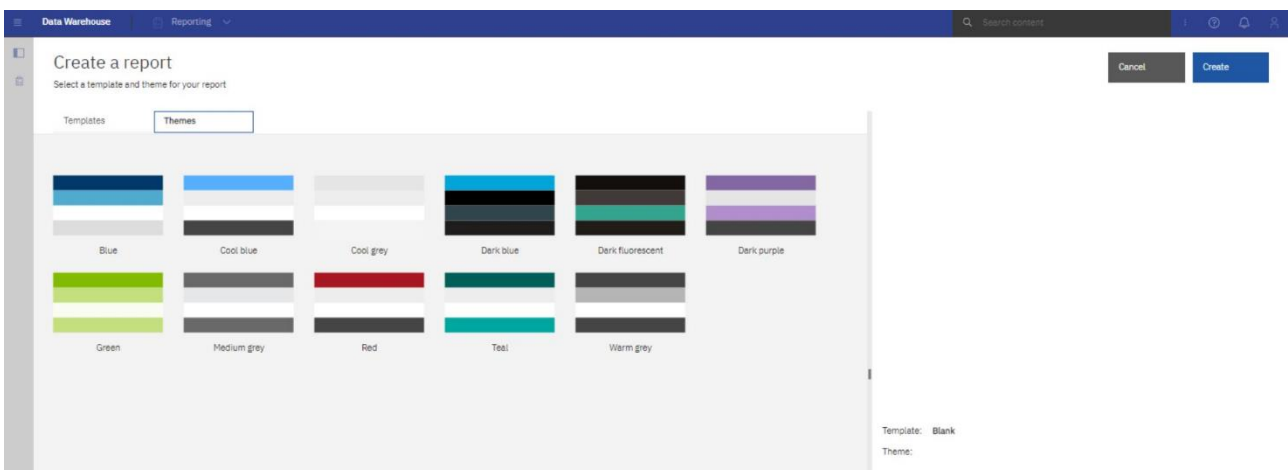 Data Warehouse Reporting Search content
Create a report
Cancel Create
Select a template and theme for your report
Templates Themes
Blue Cool blue Cool grey Dark blue Dark fluorescent Dark purple
Green Medium grey Red Teal Warm grey
Template: Blank
Theme: